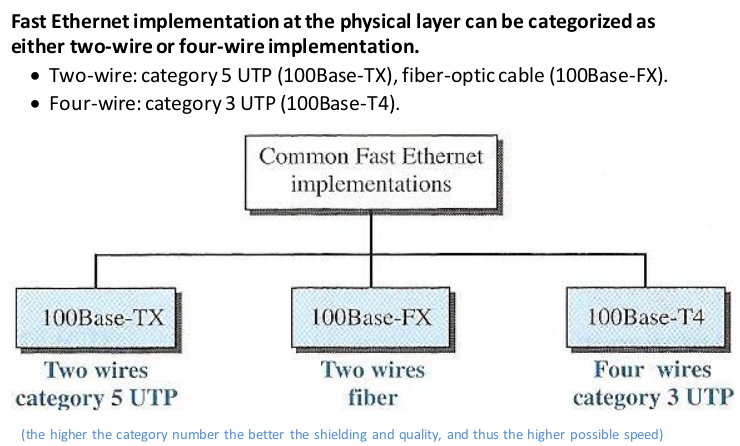 Fast Ethernet implementation at the physical layer can be categorized as
either two-wire or four-wire implementation.
• Two-wire: category 5 UTP (100Base-TX), fiber-optic cable (100Base-FX).
• Four-wire: category 3 UTP (100Base-T4).
Common Fast Ethernet
implementations
100Base-TX
100Base-FX
100Base-T4
Two wires
category 5 UTP
Two wires
fiber
Four wires
category 3 UTP
(the higher the category number the better the shielding and quality, and thus the higher possible speed)